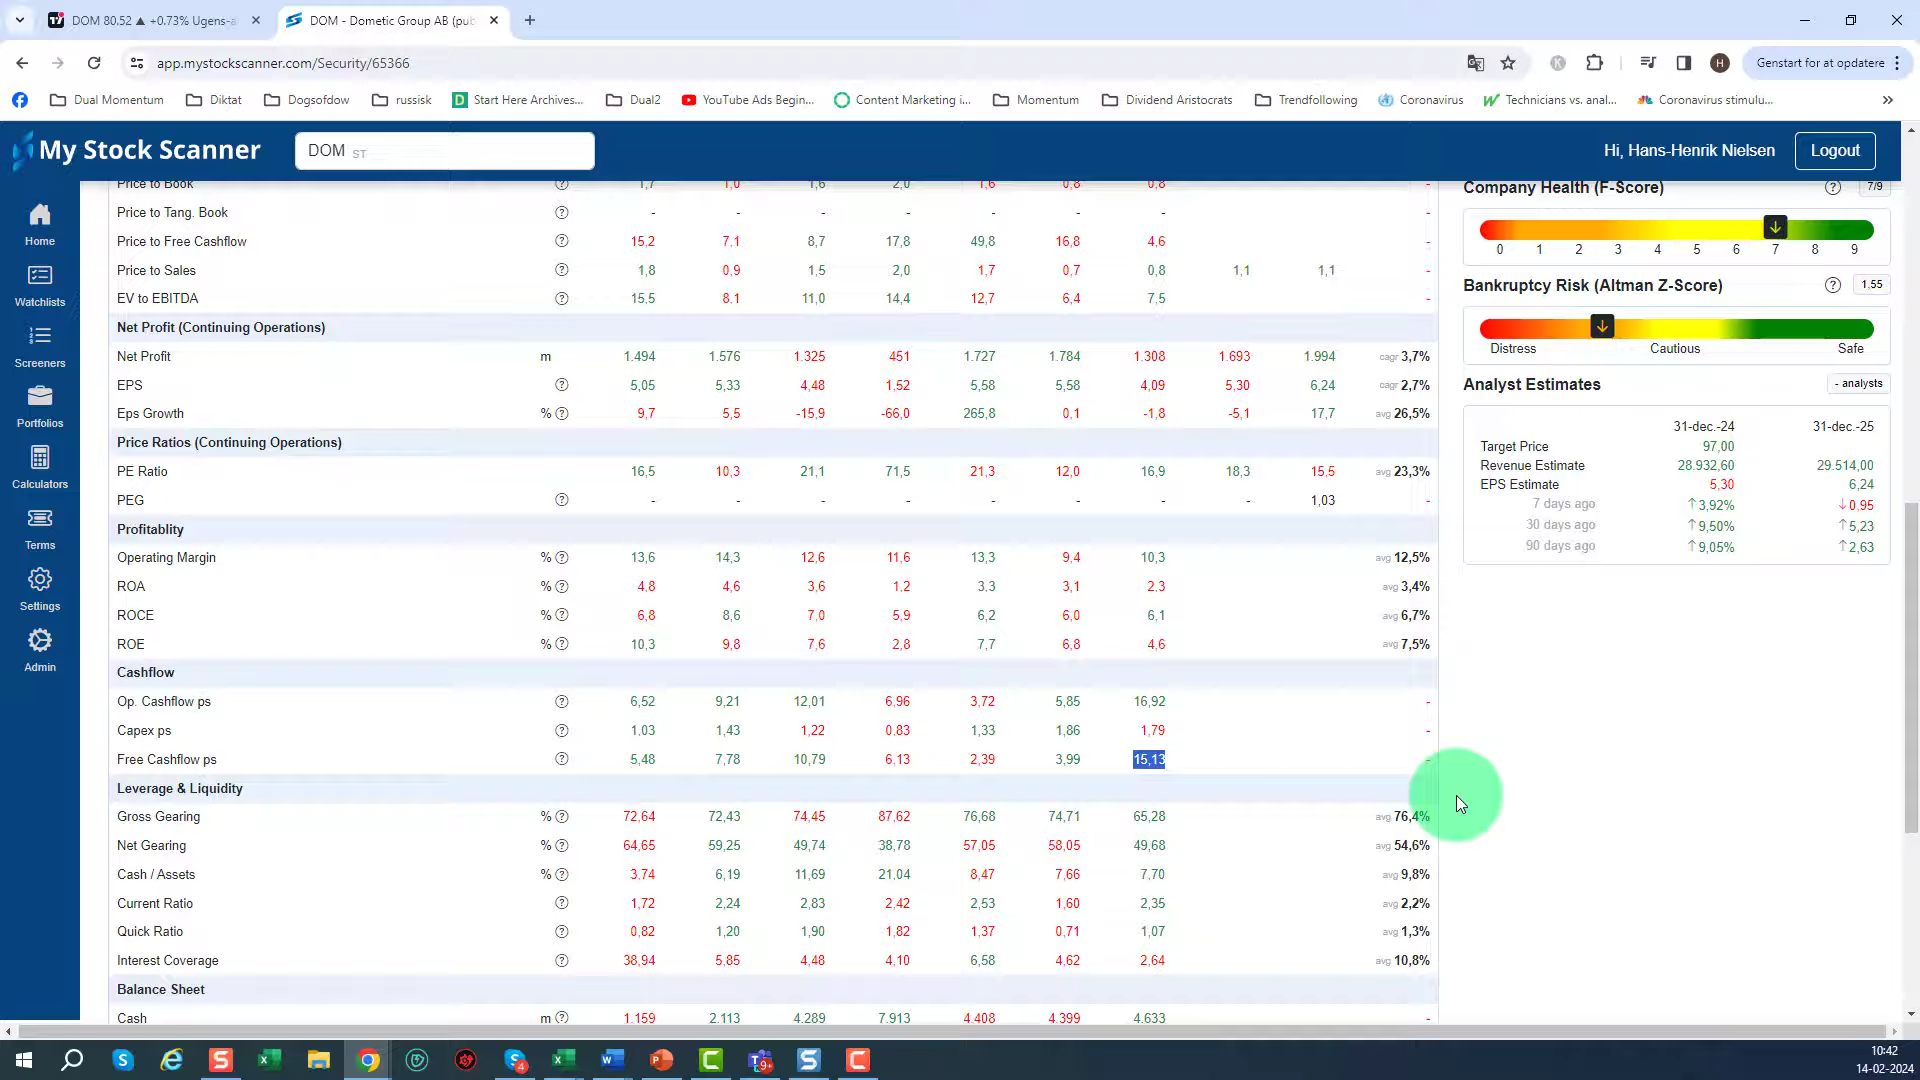 DOM 80.52 ▲ +0.73% Ugens-a
DOM - Dometic Group AB (pub
app.mystockscanner.com/Security/65366
K
H
Genstart for at opdatere
Dual Momentum
Diktat
Dogsofdow
russisk
Start Here Archives...
Dual2
YouTube Ads Begin...
Content Marketing i...
Momentum
Dividend Aristocrats
Trendfollowing
Coronavirus
Technicians vs. anal...
Coronavirus stimulu...
»
My Stock Scanner
DOM ST
Hi, Hans-Henrik Nielsen
Logout
Home
Watchlists
Screeners
Portfolios
Calculators
Terms
Settings
Admin
Price to Book 1,7 1,0 1,6 2,0 1,6 0,8 0,8 -
Price to Tang. Book - - - - - - - -
Price to Free Cashflow 15,2 7,1 8,7 17,8 49,8 16,8 4,6 -
Price to Sales 1,8 0,9 1,5 2,0 1,7 0,7 0,8 1,1 1,1 -
EV to EBITDA 15,5 8,1 11,0 14,4 12,7 6,4 7,5 -
Net Profit (Continuing Operations)
Net Profit m 1.494 1.576 1.325 451 1.727 1.784 1.308 1.693 1.994 cagr 3,7%
EPS 5,05 5,33 4,48 1,52 5,58 5,58 4,09 5,30 6,24 cagr 2,7%
Eps Growth % 9,7 5,5 -15,9 -66,0 265,8 0,1 -1,8 -5,1 17,7 avg 26,5%
Price Ratios (Continuing Operations)
PE Ratio 16,5 10,3 21,1 71,5 21,3 12,0 16,9 18,3 15,5 avg 23,3%
PEG - - - - - - - - 1,03 -
Profitablity
Operating Margin % 13,6 14,3 12,6 11,6 13,3 9,4 10,3 avg 12,5%
ROA % 4,8 4,6 3,6 1,2 3,3 3,1 2,3 avg 3,4%
ROCE % 6,8 8,6 7,0 5,9 6,2 6,0 6,1 avg 6,7%
ROE % 10,3 9,8 7,6 2,8 7,7 6,8 4,6 avg 7,5%
Cashflow
Op. Cashflow ps 6,52 9,21 12,01 6,96 3,72 5,85 16,92 -
Capex ps 1,03 1,43 1,22 0,83 1,33 1,86 1,79 -
Free Cashflow ps 5,48 7,78 10,79 6,13 2,39 3,99 15,13 -
Leverage & Liquidity
Gross Gearing % 72,64 72,43 74,45 87,62 76,68 74,71 65,28 avg 76,4%
Net Gearing % 64,65 59,25 49,74 38,78 57,05 58,05 49,68 avg 54,6%
Cash / Assets % 3,74 6,19 11,69 21,04 8,47 7,66 7,70 avg 9,8%
Current Ratio 1,72 2,24 2,83 2,42 2,53 1,60 2,35 avg 2,2%
Quick Ratio 0,82 1,20 1,90 1,82 1,37 0,71 1,07 avg 1,3%
Interest Coverage 38,94 5,85 4,48 4,10 6,58 4,62 2,64 avg 10,8%
Balance Sheet
Cash m 1.159 2.113 4.289 7.913 4.408 4.399 4.633 -
Company Health (F-Score) 7/9
0 1 2 3 4 5 6 7 8 9
Bankruptcy Risk (Altman Z-Score) 1,55
Distress Cautious Safe
Analyst Estimates - analysts
31-dec.-24 31-dec.-25
Target Price 97,00
Revenue Estimate 28.932,60 29.514,00
EPS Estimate 5,30 6,24
7 days ago ↑3,92% ↓0,95
30 days ago ↑9,50% ↑5,23
90 days ago ↑9,05% ↑2,63
10:42
14-02-2024